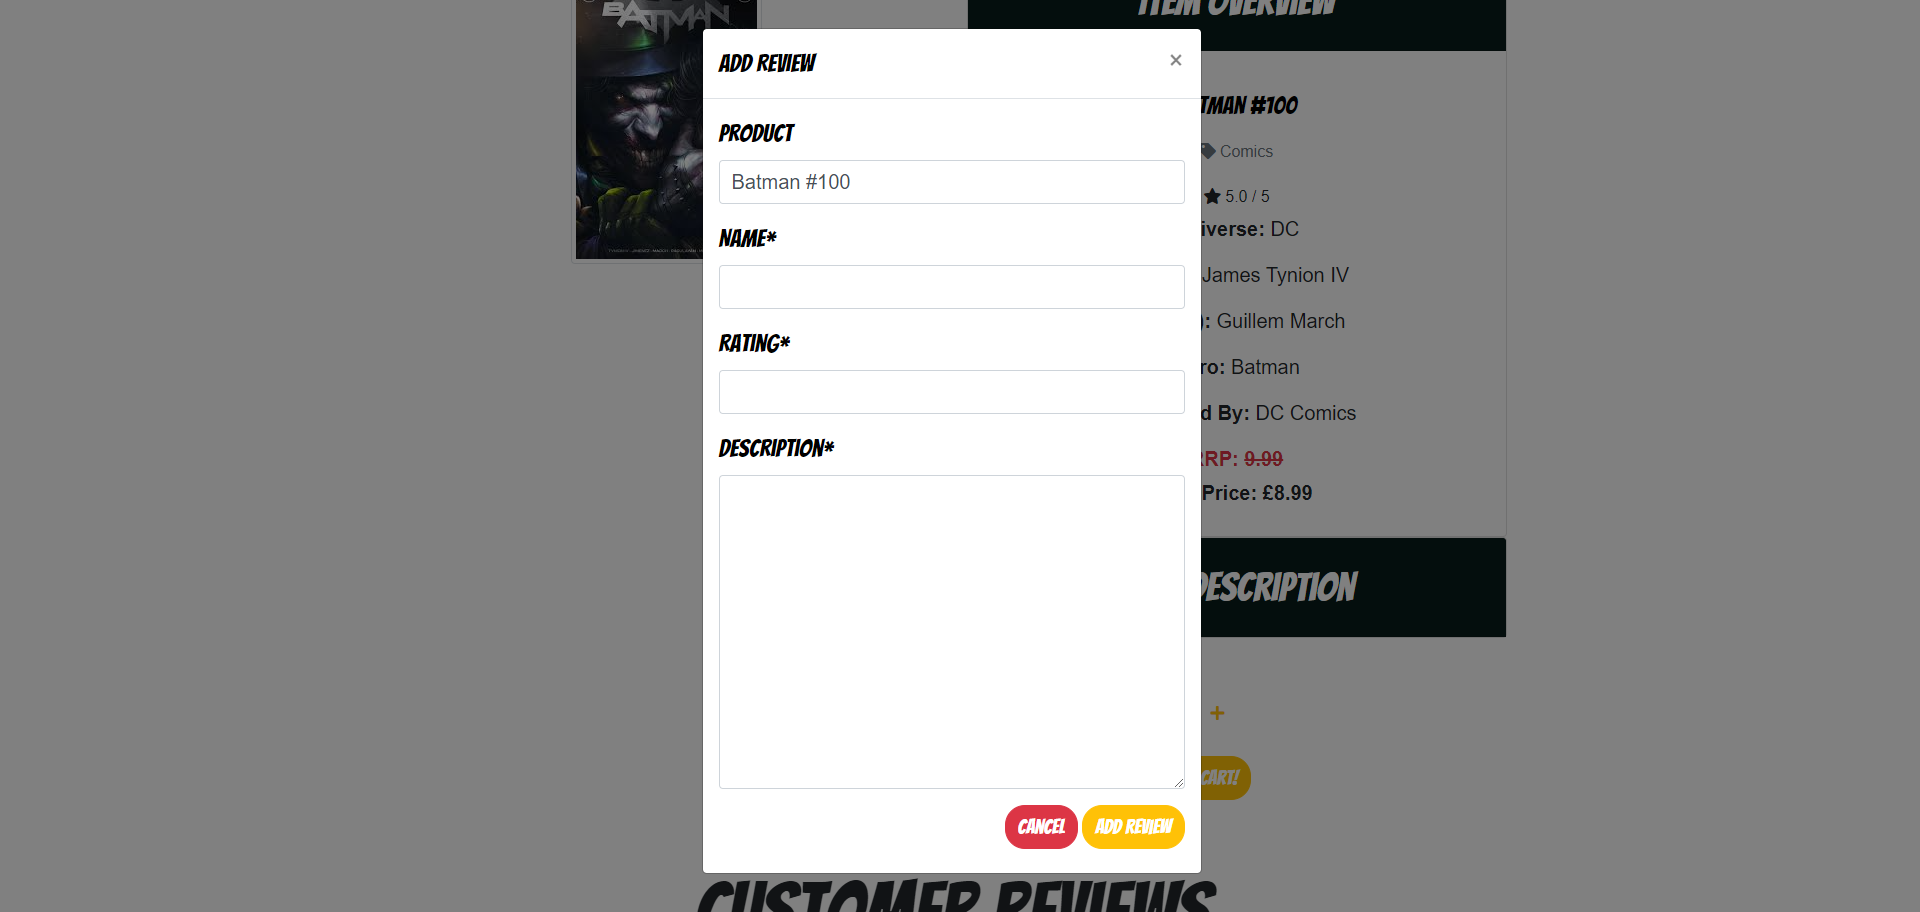 BATMAN
ITEM OVERVIEW
ADD REVIEW
×
PRODUCT
Batman #100
NAME*
RATING*
DESCRIPTION*
CANCEL
ADD REVIEW
TMAN #100
Comics
5.0 / 5
iverse: DC
James Tynion IV
): Guillem March
ro: Batman
d By: DC Comics
RP: 9.99
Price: £8.99
DESCRIPTION
+
CART!
CUSTOMER REVIEWS